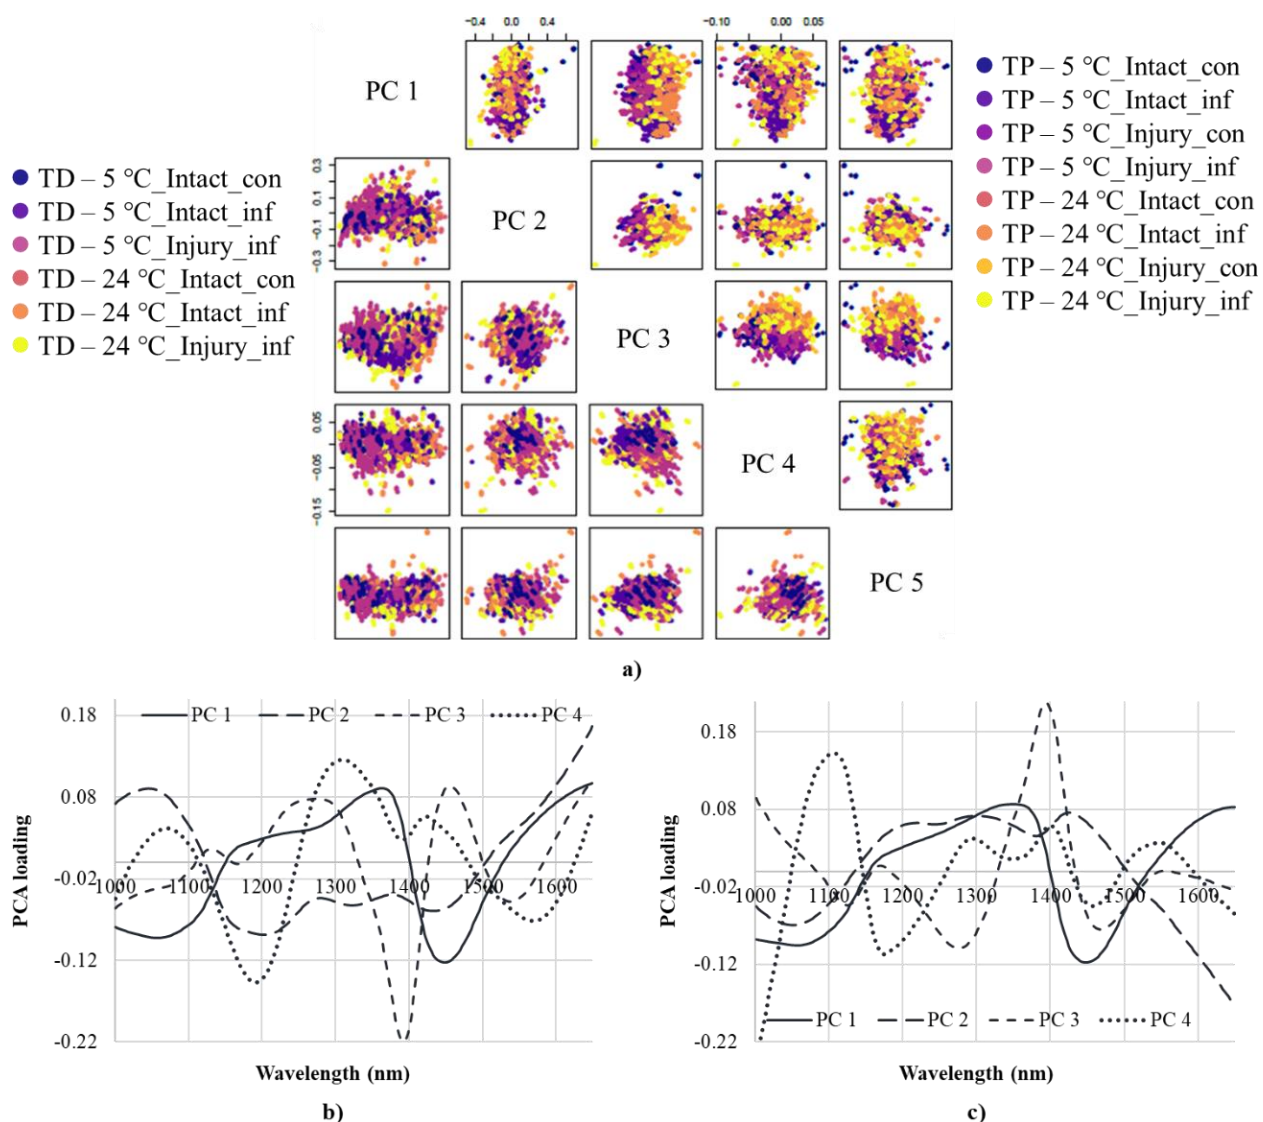 -0.4 0.0 0.4
-0.10 0.00 0.05
PC 1
TP – 5 °C_Intact_con
TP – 5 °C_Intact_inf
TP – 5 °C_Injury_con
TP – 5 °C_Injury_inf
TP – 24 °C_Intact_con
TP – 24 °C_Intact_inf
TP – 24 °C_Injury_con
TP – 24 °C_Injury_inf
TD – 5 °C_Intact_con
TD – 5 °C_Intact_inf
TD – 5 °C_Injury_inf
TD – 24 °C_Intact_con
TD – 24 °C_Intact_inf
TD – 24 °C_Injury_inf
0.3
0.1
-0.1
-0.3
PC 2
PC 3
0.05
-0.05
-0.15
PC 4
PC 5
a)
PCA loading
0.18
0.08
-0.02
-0.12
-0.22
PC 1 PC 2 PC 3 PC 4
1000 1100 1200 1300 1400 1500 1600
Wavelength (nm)
b)
PCA loading
0.18
0.08
-0.02
-0.12
-0.22
1000 1100 1200 1300 1400 1500 1600
PC 1 PC 2 PC 3 PC 4
Wavelength (nm)
c)